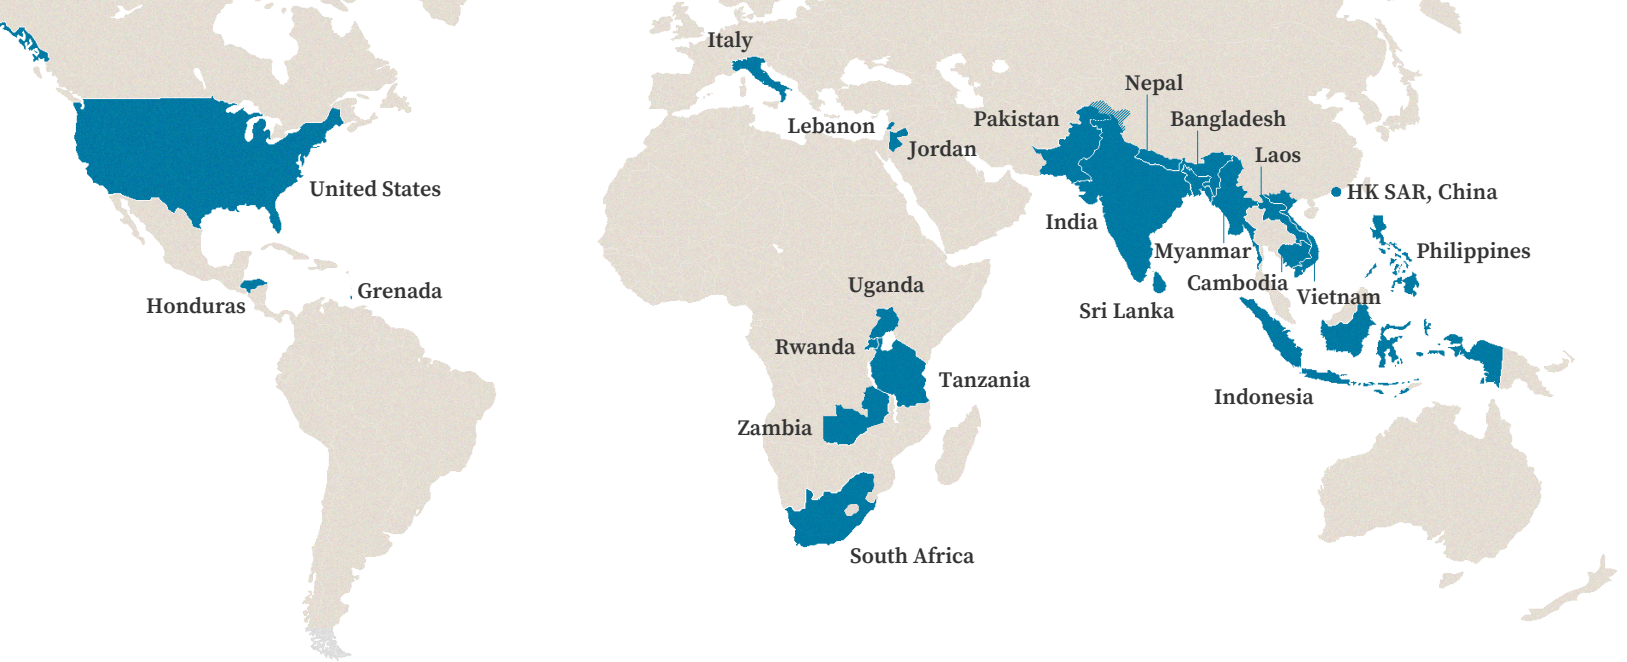 Italy
Nepal
Pakistan
Bangladesh
Lebanon
Jordan
Laos
United States
HK SAR, China
India
Myanmar
Philippines
Cambodia
Uganda
Grenada
Vietnam
Honduras
Sri Lanka
Rwanda
Tanzania
Indonesia
Zambia
South Africa